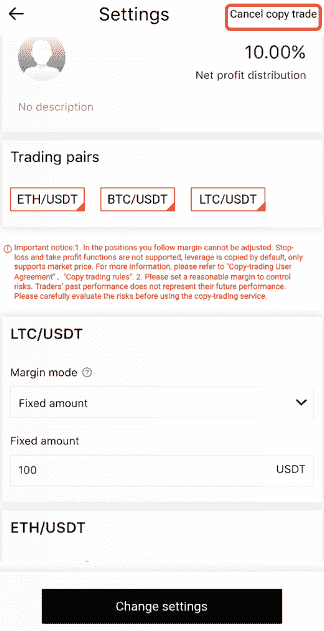 Settings
Cancel copy trade
10.00%
Net profit distribution
No description
Trading pairs
ETH/USDT BTC/USDT LTC/USDT
Important notice:1. In the positions you follow margin cannot be adjusted. Stop-
loss and take profit functions are not supported, leverage is copied by default, only
supports market price. For more information, please refer to "Copy-trading User
Agreement", "Copy trading rules". 2. Please set a reasonable margin to control
risks. Traders' past performance does not represent their future performance.
Please carefully evaluate the risks before using the copy-trading service.
LTC/USDT
Margin mode
Fixed amount
Fixed amount
100 USDT
ETH/USDT
Change settings